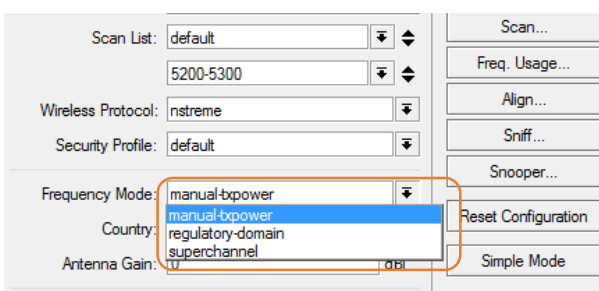 Scan List: default
5200-5300
Wireless Protocol: nstreme
Security Profile: default
Frequency Mode: manual-txpower
manual-txpower
Country: regulatory-domain
superchannel
Antenna Gain: 0 dBi
Scan...
Freq. Usage...
Align...
Sniff...
Snooper...
Reset Configuration
Simple Mode